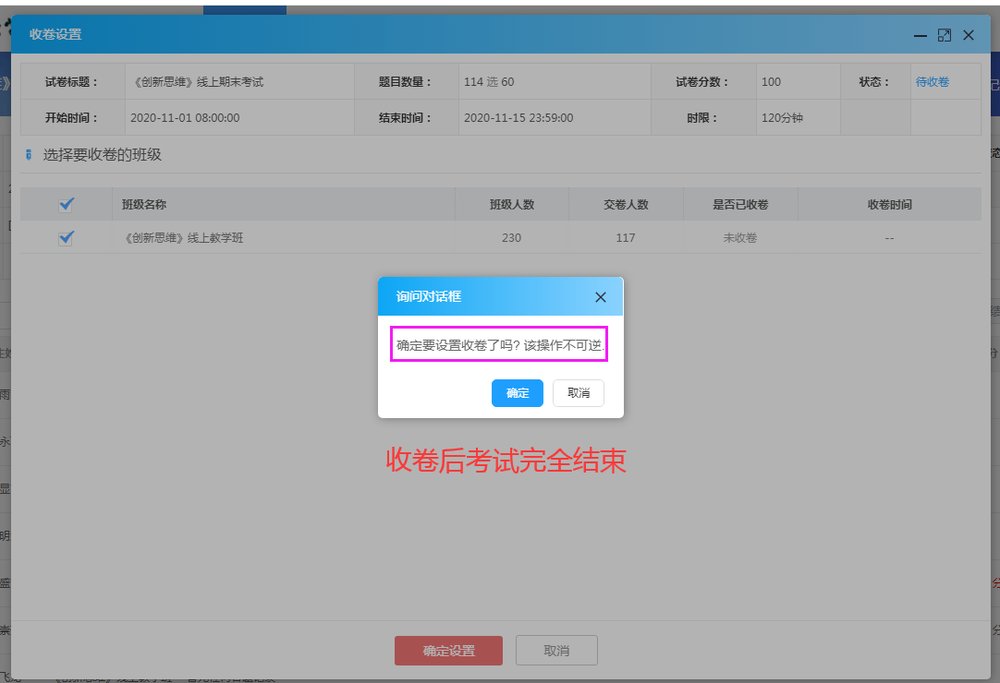 收卷设置
试卷标题： 《创新思维》线上期末考试 题目数量： 114 选 60 试卷分数： 100 状态： 待收卷
开始时间： 2020-11-01 08:00:00 结束时间： 2020-11-15 23:59:00 时限： 120分钟
选择要收卷的班级
班级名称 班级人数 交卷人数 是否已收卷 收卷时间
《创新思维》线上教学班 230 117 未收卷 --
询问对话框
确定要设置收卷了吗? 该操作不可逆.
确定 取消
收卷后考试完全结束
确定设置 取消